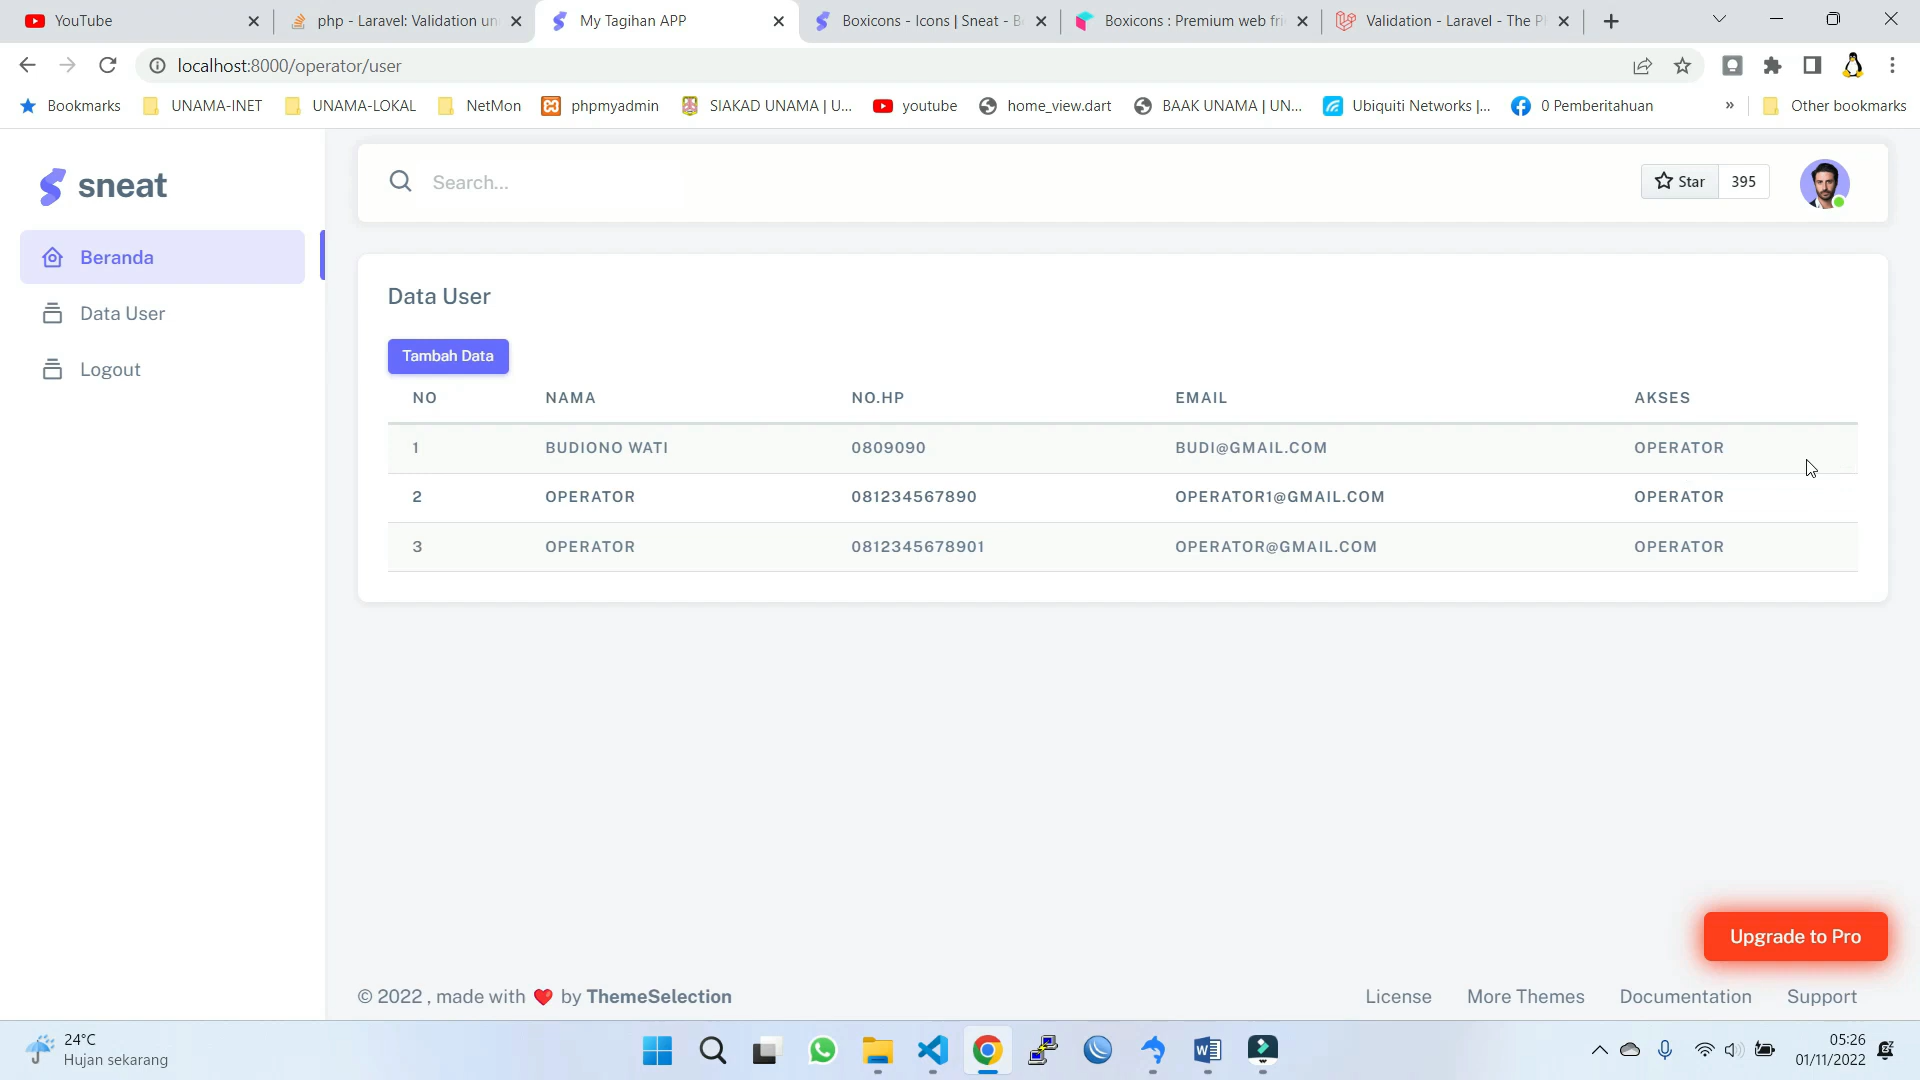 YouTube
php - Laravel: Validation un
My Tagihan APP
Boxicons - Icons | Sneat - B
Boxicons : Premium web fri
Validation - Laravel - The P
localhost:8000/operator/user
Bookmarks
UNAMA-INET
UNAMA-LOKAL
NetMon
phpmyadmin
SIAKAD UNAMA | U...
youtube
home_view.dart
BAAK UNAMA | UN...
Ubiquiti Networks |...
0 Pemberitahuan
»
Other bookmarks
sneat
Search...
Star
395
Beranda
Data User
Logout
Data User
Tambah Data
NO NAMA NO.HP EMAIL AKSES
1 BUDIONO WATI 0809090 BUDI@GMAIL.COM OPERATOR
2 OPERATOR 081234567890 OPERATOR1@GMAIL.COM OPERATOR
3 OPERATOR 0812345678901 OPERATOR@GMAIL.COM OPERATOR
Upgrade to Pro
© 2022 , made with ❤️ by ThemeSelection
License More Themes Documentation Support
24°C
Hujan sekarang
05:26
01/11/2022